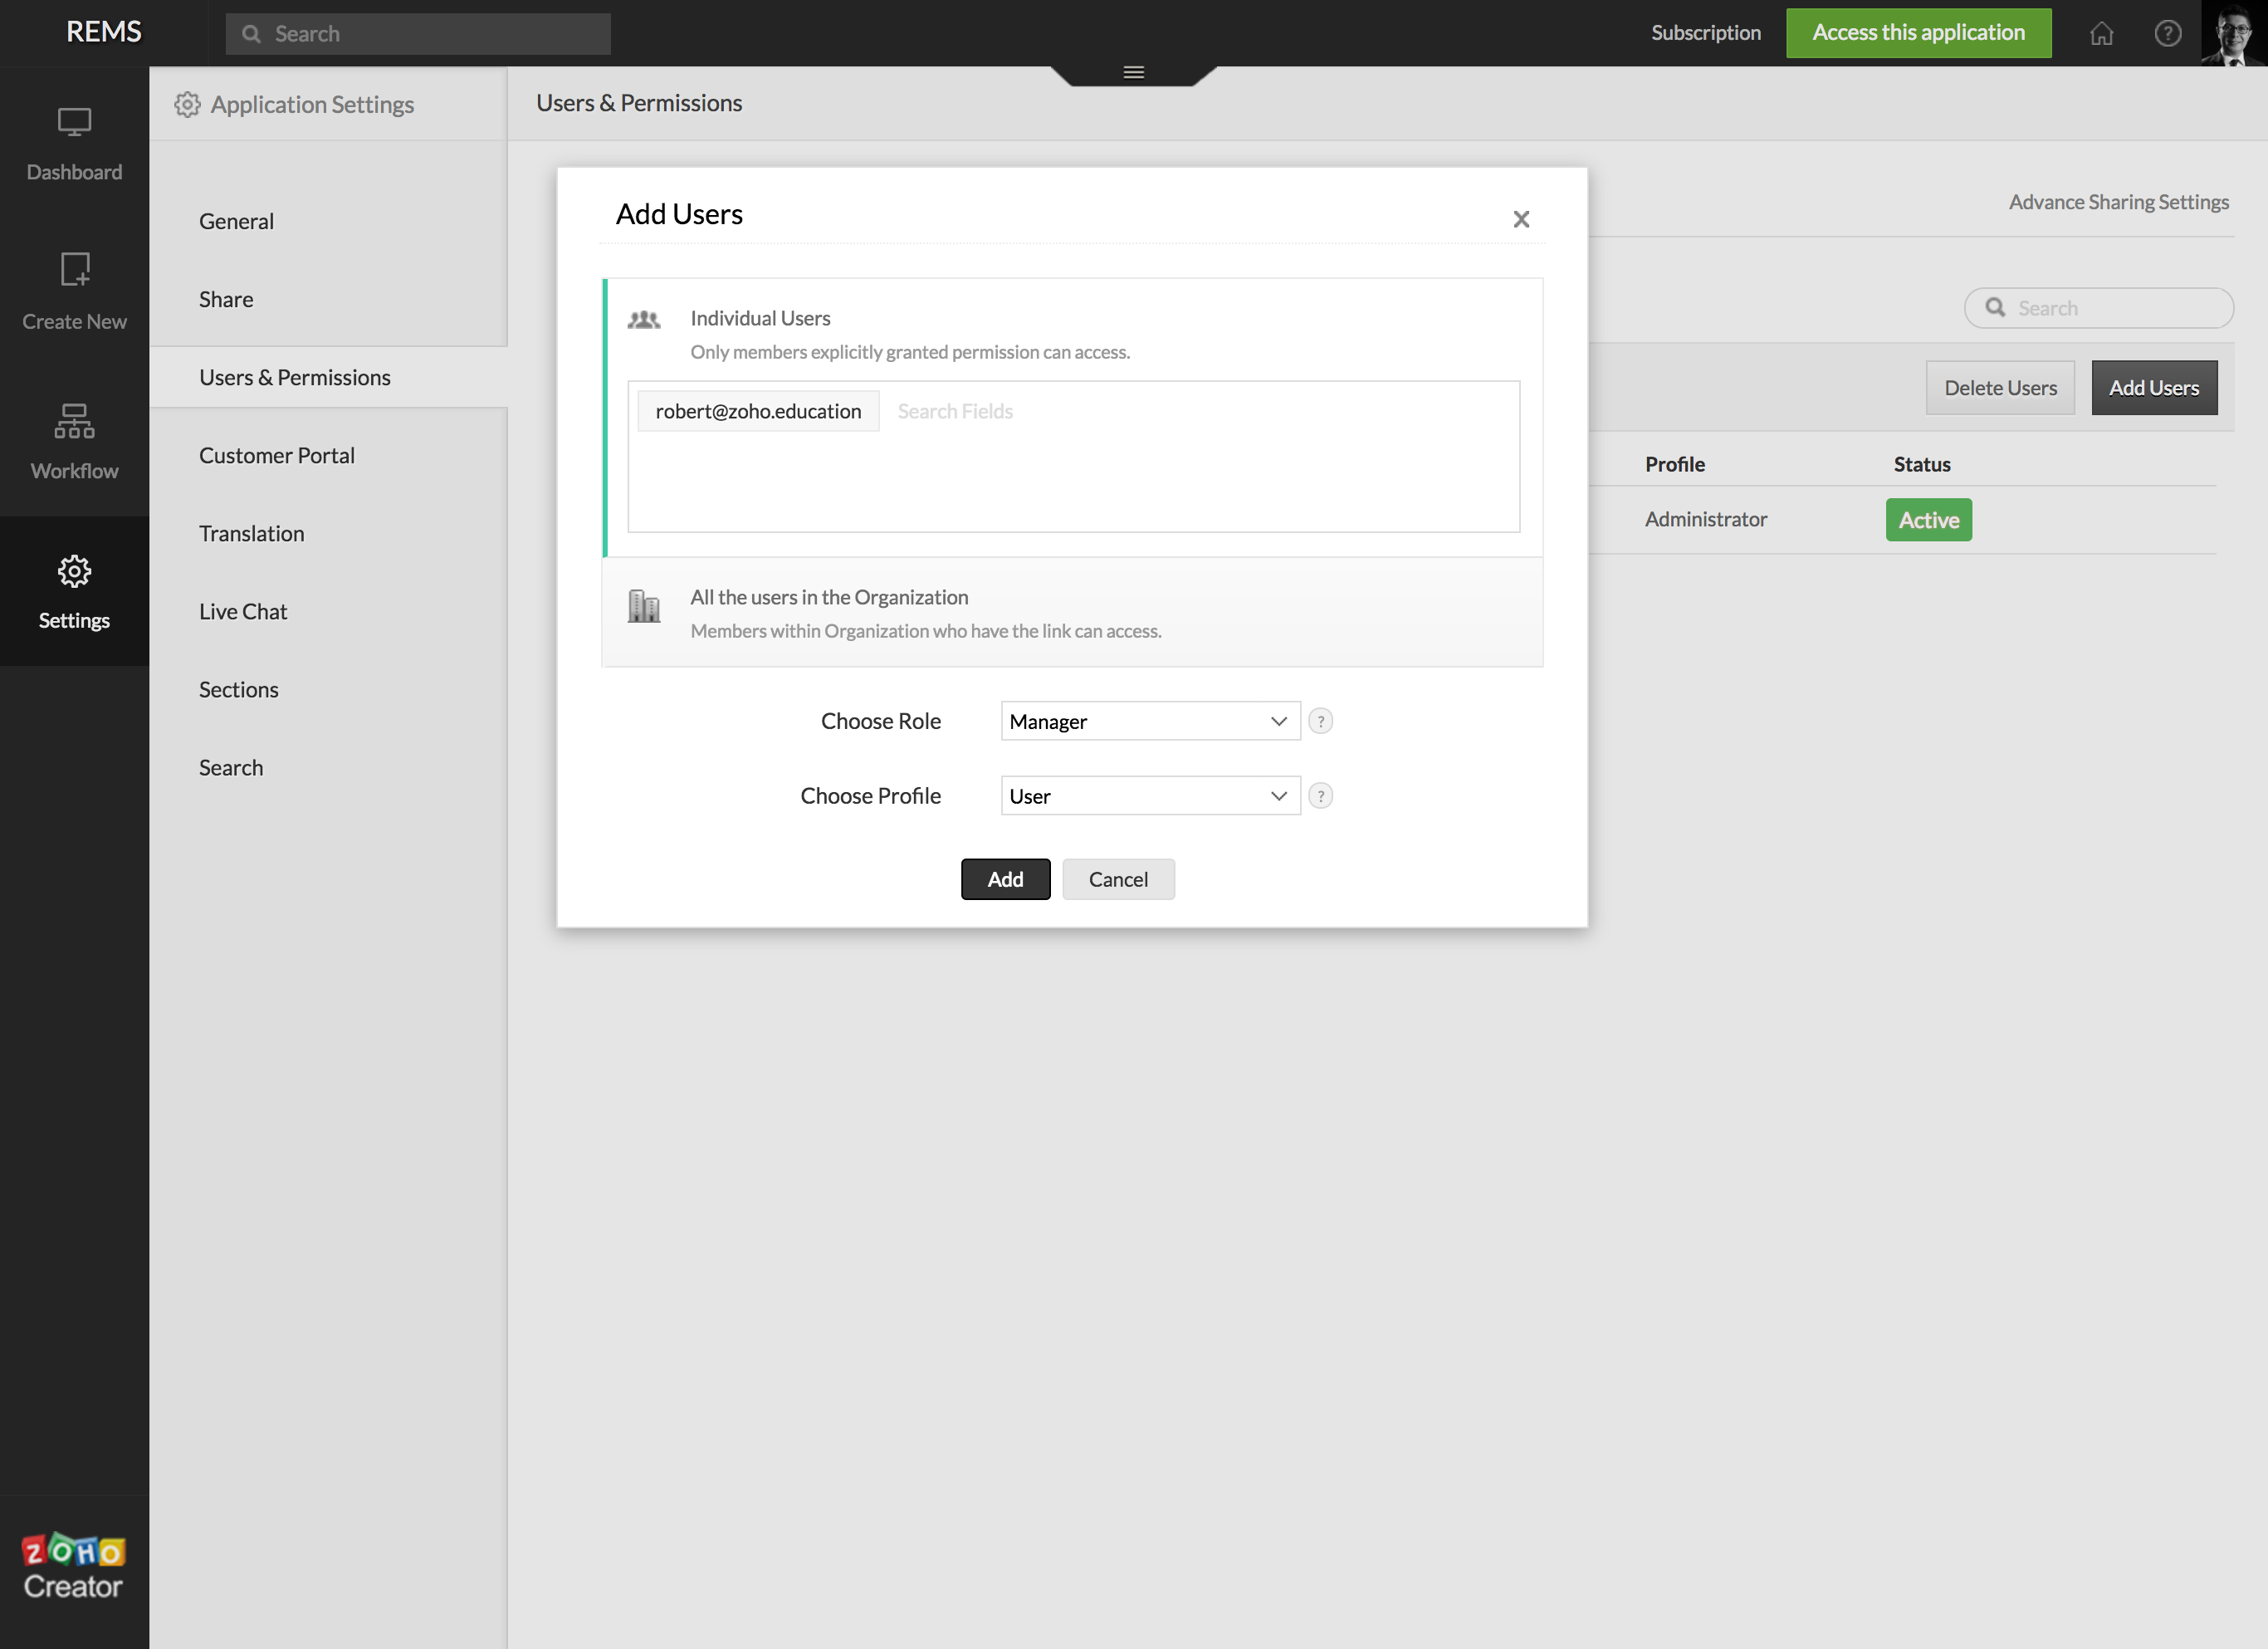 REMS
Search
Subscription
Access this application
?
Dashboard
Create New
Workflow
Settings
ZOHO
Creator
Application Settings
General
Share
Users & Permissions
Customer Portal
Translation
Live Chat
Sections
Search
Users & Permissions
Advance Sharing Settings
Search
Delete Users
Add Users
Profile
Status
Administrator
Active
Add Users
Individual Users
Only members explicitly granted permission can access.
robert@zoho.education
Search Fields
All the users in the Organization
Members within Organization who have the link can access.
Choose Role
Manager
?
Choose Profile
User
?
Add
Cancel